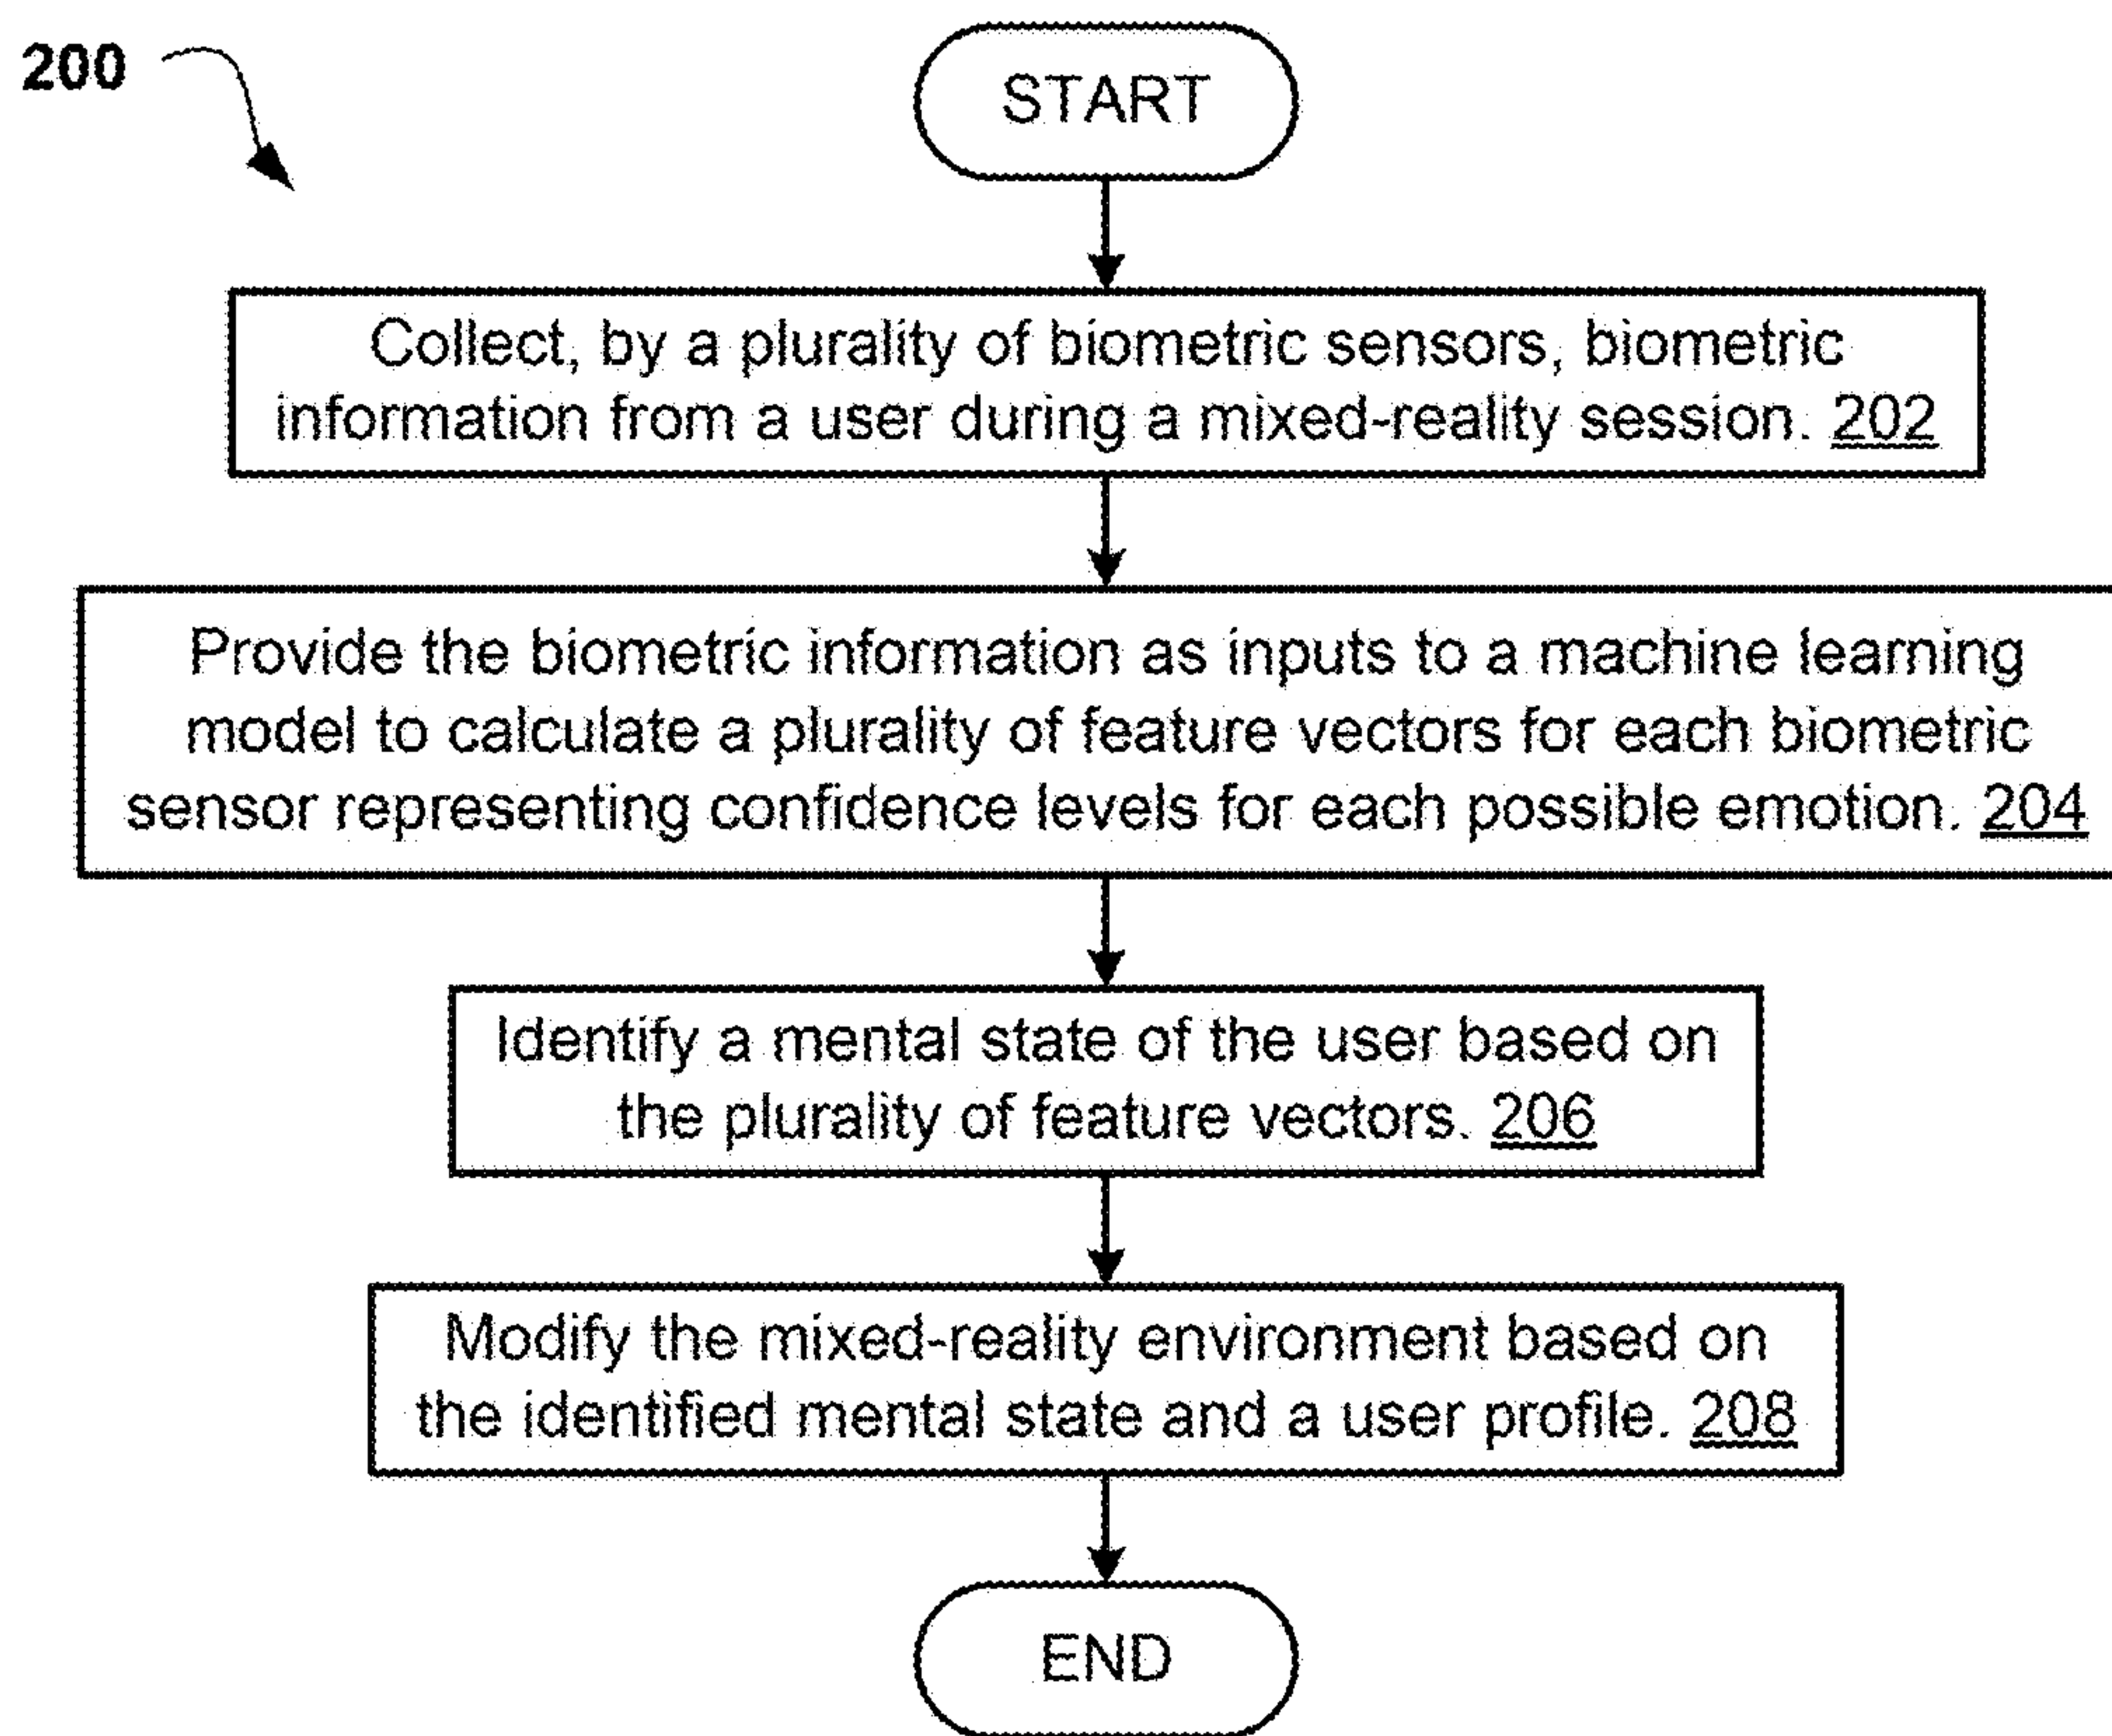 200
START
Collect, by a plurality of biometric sensors, biometric
information from a user during a mixed-reality session. 202
Provide the biometric information as inputs to a machine learning
model to calculate a plurality of feature vectors for each biometric
sensor representing confidence levels for each possible emotion. 204
Identify a mental state of the user based on
the plurality of feature vectors. 206
Modify the mixed-reality environment based on
the identified mental state and a user profile. 208
END